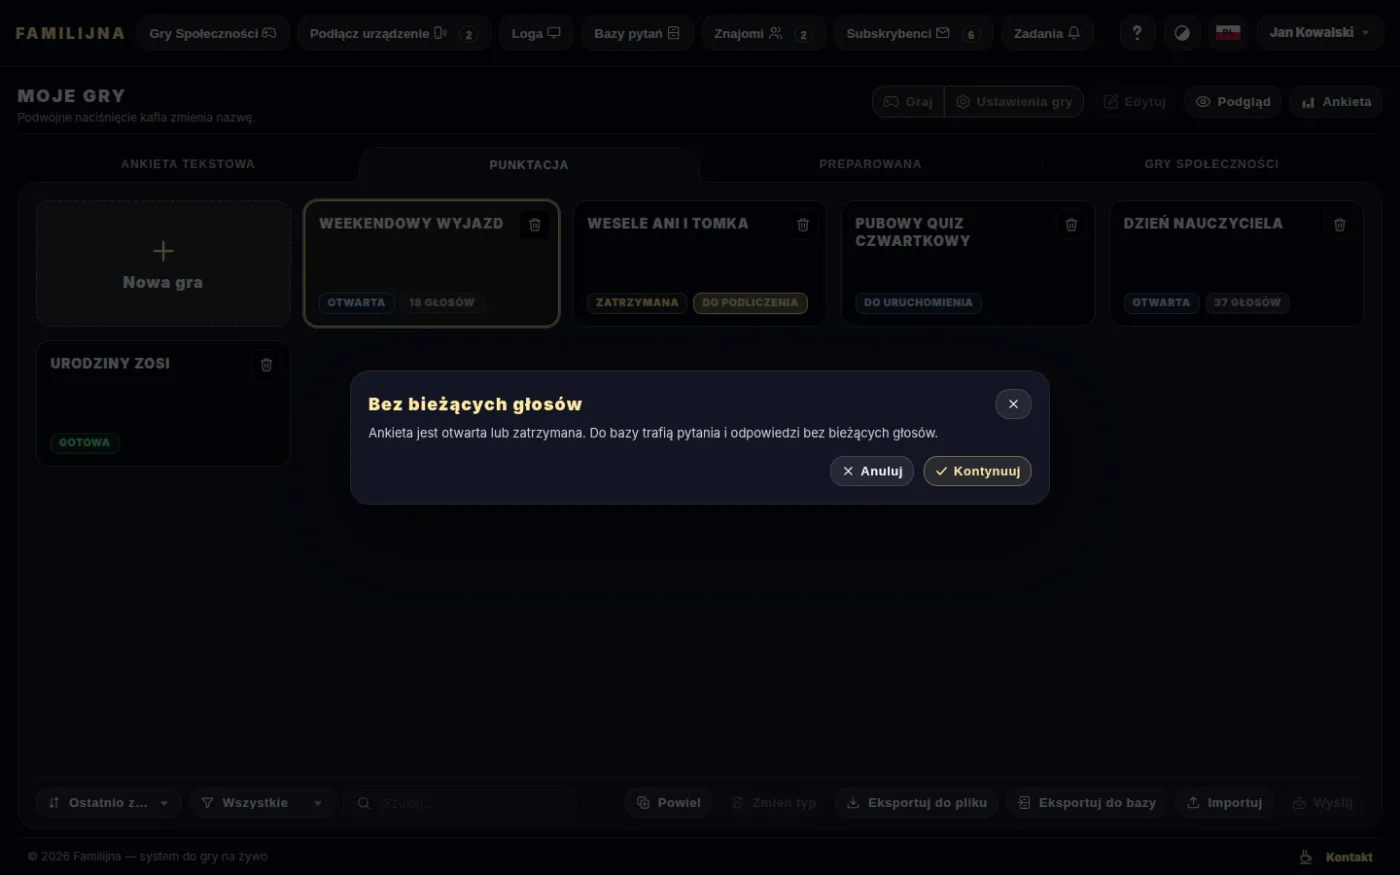 FAMILIJNA
Gry Społeczności
Podłącz urządzenie 2
Loga
Bazy pytań
Znajomi 2
Subskrybenci 6
Zadania
?
PL
Jan Kowalski
MOJE GRY
Podwójne naciśnięcie kafla zmienia nazwę.
Graj
Ustawienia gry
Edytuj
Podgląd
Ankieta
ANKIETA TEKSTOWA
PUNKTACJA
PREPAROWANA
GRY SPOŁECZNOŚCI
Nowa gra
WEEKENDOWY WYJAZD
OTWARTA
18 GŁOSÓW
WESELE ANI I TOMKA
ZATRZYMANA
DO PODLICZENIA
PUBOWY QUIZ
CZWARTKOWY
DO URUCHOMIENIA
DZIEŃ NAUCZYCIELA
OTWARTA
37 GŁOSÓW
URODZINY ZOSI
GOTOWA
Bez bieżących głosów
Ankieta jest otwarta lub zatrzymana. Do bazy trafią pytania i odpowiedzi bez bieżących głosów.
Anuluj
Kontynuuj
Ostatnio z...
Wszystkie
Szukaj...
Powiel
Zmień typ
Eksportuj do pliku
Eksportuj do bazy
Importuj
Wyślij
© 2026 Familijna — system do gry na żywo
Kontakt